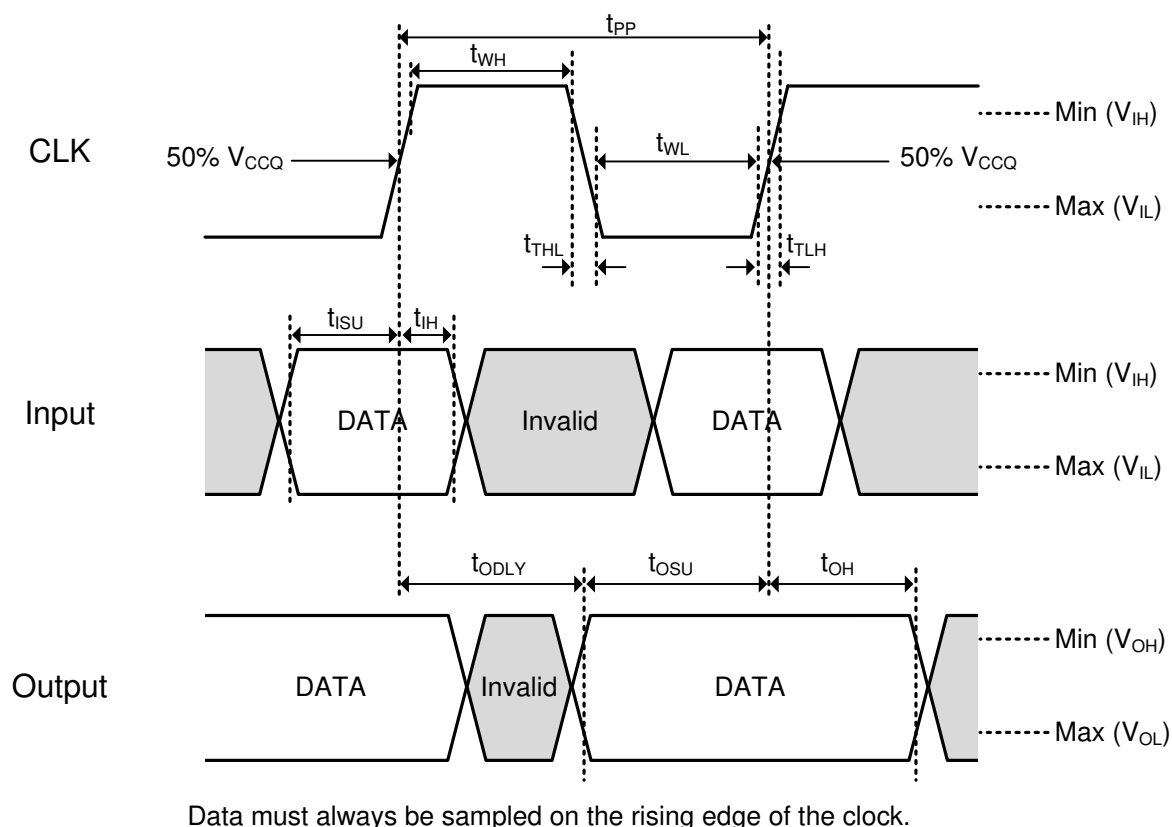 tPP
tWH
Min (VIH)
CLK
50% VCCQ
tWL
50% VCCQ
Max (VIL)
tTHL
tTLH
tISU
tIH
Min (VIH)
Input
DATA
Invalid
DATA
Max (VIL)
tODLY
tOSU
tOH
Min (VOH)
Output
DATA
Invalid
DATA
Max (VOL)
Data must always be sampled on the rising edge of the clock.